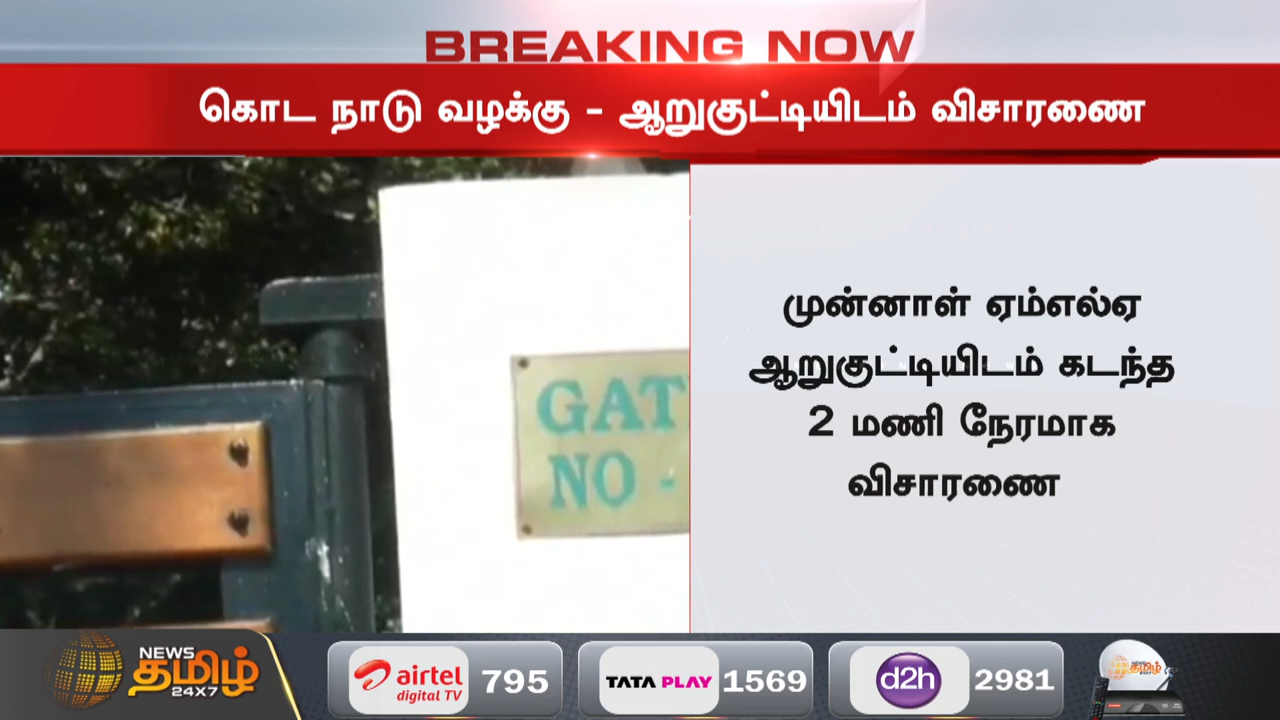 BREAKING NOW
கொட நாடு வழக்கு - ஆறுகுட்டியிடம் விசாரணை
GAT
NO -
முன்னாள் ஏம்எல்ஏ
ஆறுகுட்டியிடம் கடந்த
2 மணி நேரமாக
விசாரணை
NEWS
தமிழ்
24X7
airtel
digital TV
795
TATA PLAY
1569
d2h
2981